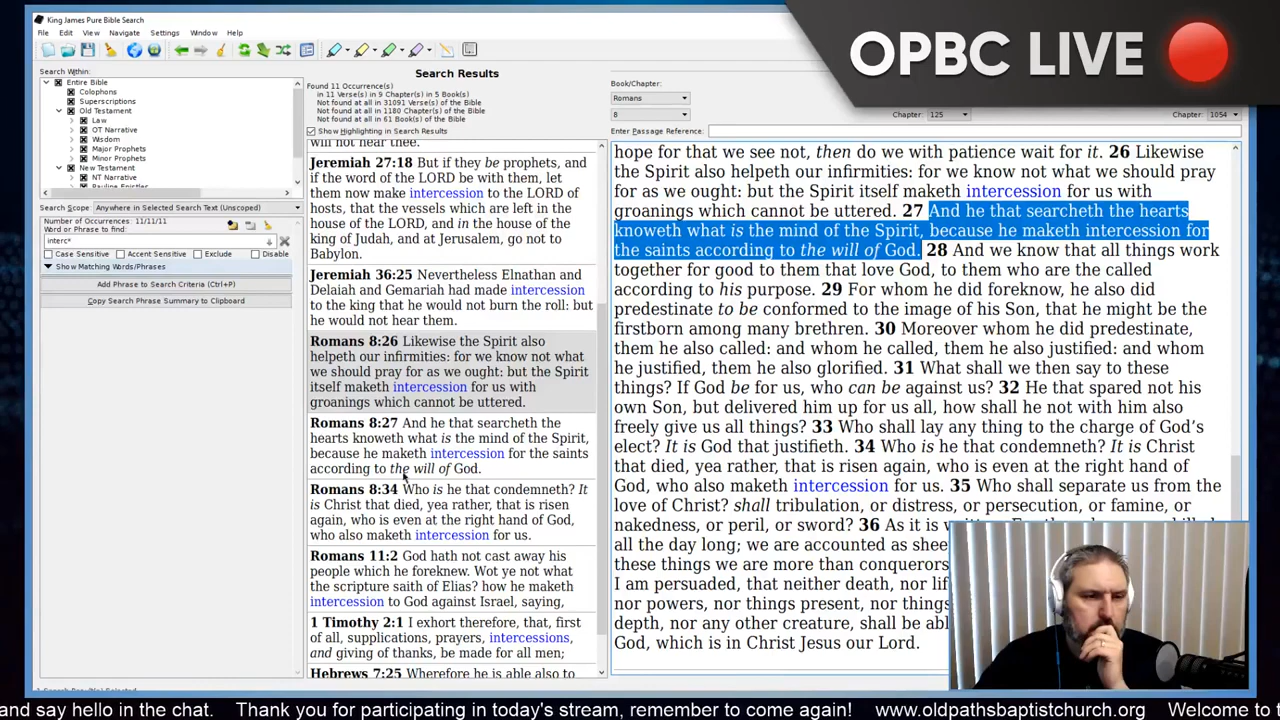 King James Pure Bible Search
OPBC LIVE
File Edit View Navigate Settings Window Help
Search Within:
Entire Bible
Colophons
Superscriptions
Old Testament
Law
OT Narrative
Wisdom
Major Prophets
Minor Prophets
New Testament
NT Narrative
Pauline Epistles
Search Scope: Anywhere in Selected Search Text (Unscoped)
Number of Occurrences: 11/11/11
Word or Phrase to find:
interc*
Case Sensitive Accent Sensitive Exclude Disable
Show Matching Words/Phrases
Add Phrase to Search Criteria (Ctrl+P)
Copy Search Phrase Summary to Clipboard
Search Results
Found 11 Occurrence(s)
in 11 Verse(s) in 9 Chapter(s) in 5 Book(s)
Not found at all in 31091 Verse(s) of the Bible
Not found at all in 1180 Chapter(s) of the Bible
Not found at all in 61 Book(s) of the Bible
Show Highlighting in Search Results
will not hear thee.
Jeremiah 27:18 But if they be prophets, and
if the word of the LORD be with them, let
them now make intercession to the LORD of
hosts, that the vessels which are left in the
house of the LORD, and in the house of the
king of Judah, and at Jerusalem, go not to
Babylon.
Jeremiah 36:25 Nevertheless Elnathan and
Delaiah and Gemariah had made intercession
to the king that he would not burn the roll: but
he would not hear them.
Romans 8:26 Likewise the Spirit also
helpeth our infirmities: for we know not what
we should pray for as we ought: but the Spirit
itself maketh intercession for us with
groanings which cannot be uttered.
Romans 8:27 And he that searcheth the
hearts knoweth what is the mind of the Spirit,
because he maketh intercession for the saints
according to the will of God.
Romans 8:34 Who is he that condemneth? It
is Christ that died, yea rather, that is risen
again, who is even at the right hand of God,
who also maketh intercession for us.
Romans 11:2 God hath not cast away his
people which he foreknew. Wot ye not what
the scripture saith of Elias? how he maketh
intercession to God against Israel, saying,
1 Timothy 2:1 I exhort therefore, that, first
of all, supplications, prayers, intercessions,
and giving of thanks, be made for all men;
Hebrews 7:25 Wherefore he is able also to
Book/Chapter:
Romans
8 Chapter: 125 Chapter: 1054
Enter Passage Reference:
hope for that we see not, then do we with patience wait for it. 26 Likewise
the Spirit also helpeth our infirmities: for we know not what we should pray
for as we ought: but the Spirit itself maketh intercession for us with
groanings which cannot be uttered. 27 And he that searcheth the hearts
knoweth what is the mind of the Spirit, because he maketh intercession for
the saints according to the will of God. 28 And we know that all things work
together for good to them that love God, to them who are the called
according to his purpose. 29 For whom he did foreknow, he also did
predestinate to be conformed to the image of his Son, that he might be the
firstborn among many brethren. 30 Moreover whom he did predestinate,
them he also called: and whom he called, them he also justified: and whom
he justified, them he also glorified. 31 What shall we then say to these
things? If God be for us, who can be against us? 32 He that spared not his
own Son, but delivered him up for us all, how shall he not with him also
freely give us all things? 33 Who shall lay any thing to the charge of God's
elect? It is God that justifieth. 34 Who is he that condemneth? It is Christ
that died, yea rather, that is risen again, who is even at the right hand of
God, who also maketh intercession for us. 35 Who shall separate us from the
love of Christ? shall tribulation, or distress, or persecution, or famine, or
nakedness, or peril, or sword? 36 As it is
all the day long; we are accounted as shee
these things we are more than conquerors
I am persuaded, that neither death, nor lif
nor powers, nor things present, nor things
depth, nor any other creature, shall be abl
God, which is in Christ Jesus our Lord.
and say hello in the chat. Thank you for participating in today's stream, remember to come again! www.oldpathsbaptistchurch.org Welcome to t